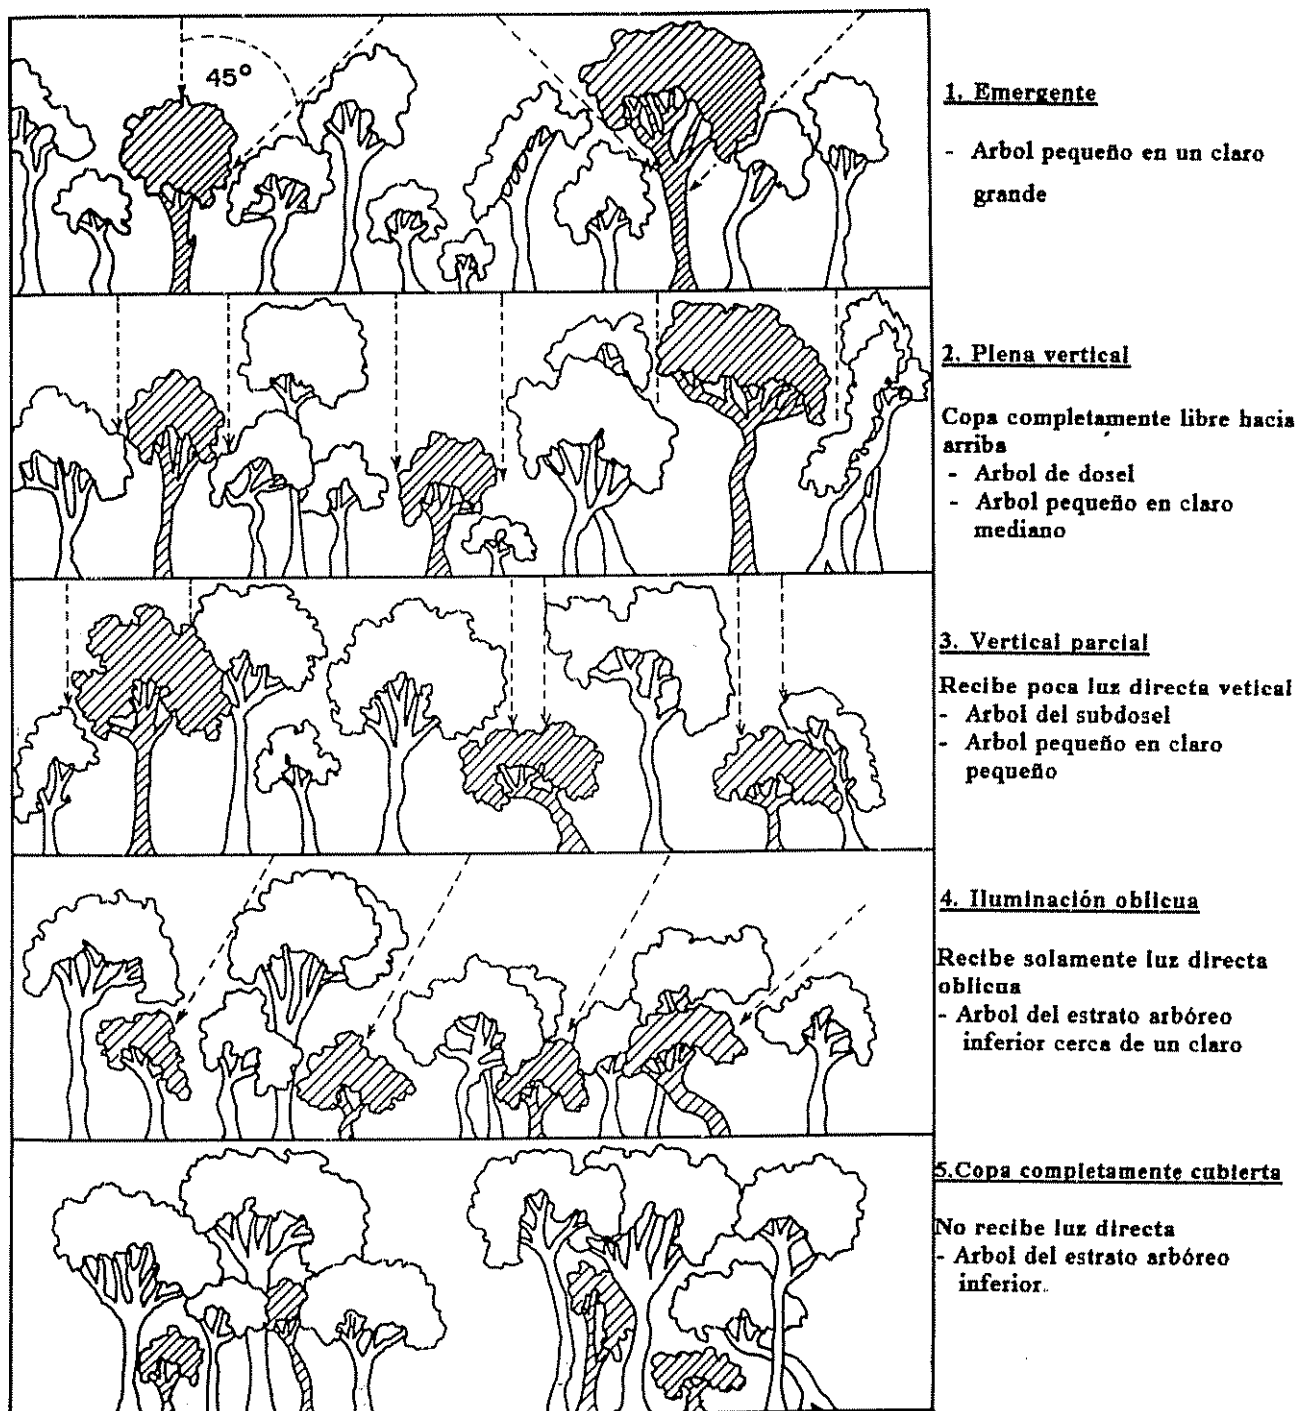 45°
1. Emergente
- Arbol pequeño en un claro
grande
2. Plena vertical
Copa completamente libre hacia
arriba
- Arbol de dosel
- Arbol pequeño en claro
mediano
3. Vertical parcial
Recibe poca luz directa vetical
- Arbol del subdosel
- Arbol pequeño en claro
pequeño
4. Iluminación oblicua
Recibe solamente luz directa
oblicua
- Arbol del estrato arbóreo
inferior cerca de un claro
5.Copa completamente cubierta
No recibe luz directa
- Arbol del estrato arbóreo
inferior.